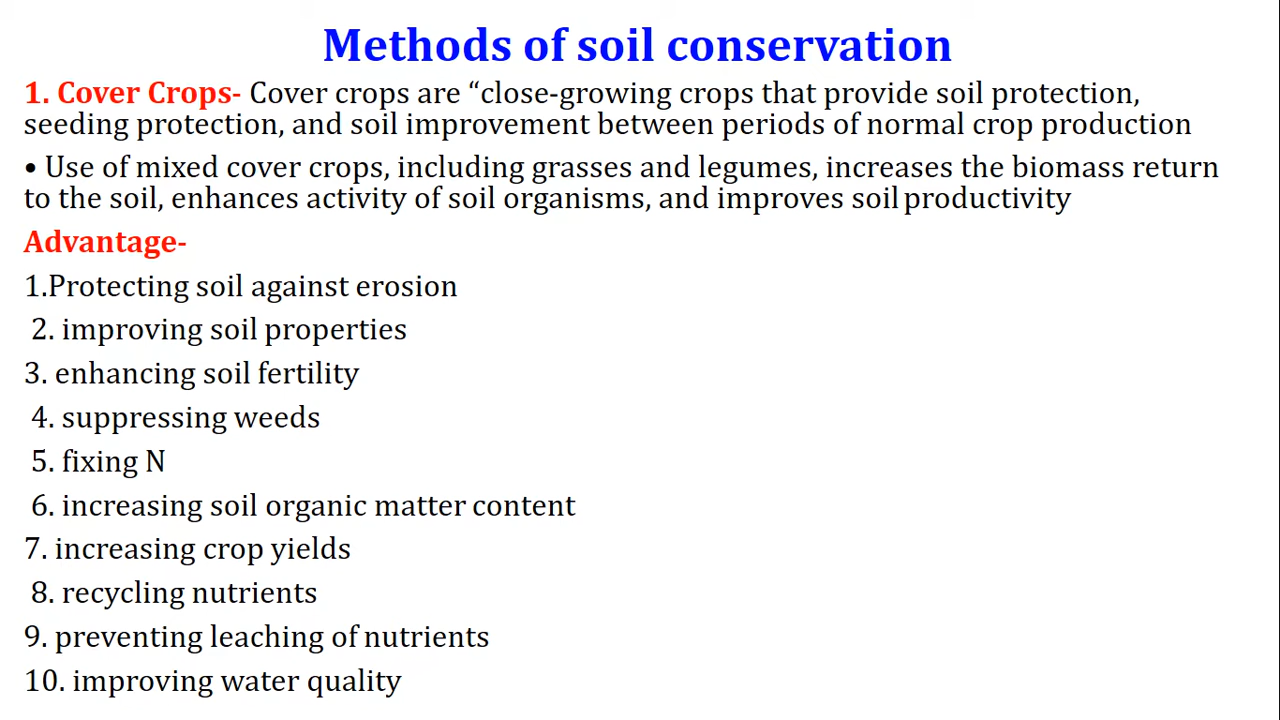 Methods of soil conservation
1. Cover Crops- Cover crops are “close-growing crops that provide soil protection,
seeding protection, and soil improvement between periods of normal crop production
• Use of mixed cover crops, including grasses and legumes, increases the biomass return
to the soil, enhances activity of soil organisms, and improves soil productivity
Advantage-
1.Protecting soil against erosion
2. improving soil properties
3. enhancing soil fertility
4. suppressing weeds
5. fixing N
6. increasing soil organic matter content
7. increasing crop yields
8. recycling nutrients
9. preventing leaching of nutrients
10. improving water quality